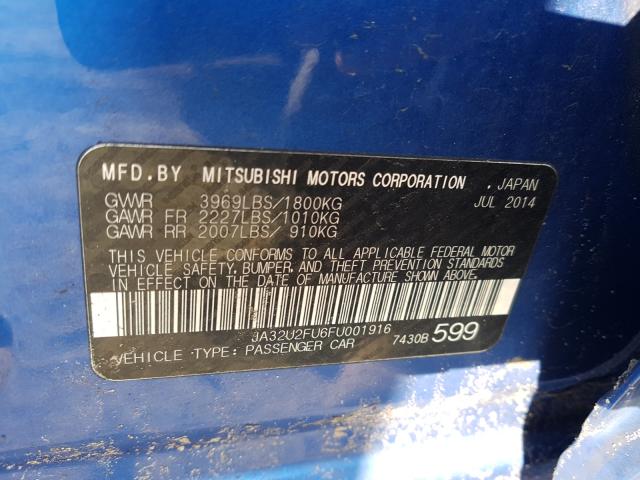 MFD. BY MITSUBISHI MOTORS CORPORATION . JAPAN
GVWR 3969LBS/1800KG JUL 2014
GAWR FR 2227LBS/1010KG
GAWR RR 2007LBS/ 910KG
THIS VEHICLE CONFORMS TO ALL APPLICABLE FEDERAL MOTOR
VEHICLE SAFETY, BUMPER, AND THEFT PREVENTION STANDARDS
IN EFFECT ON THE DATE OF MANUFACTURE SHOWN ABOVE.
JA32U2FU6FU001916 7430B 599
VEHICLE TYPE: PASSENGER CAR